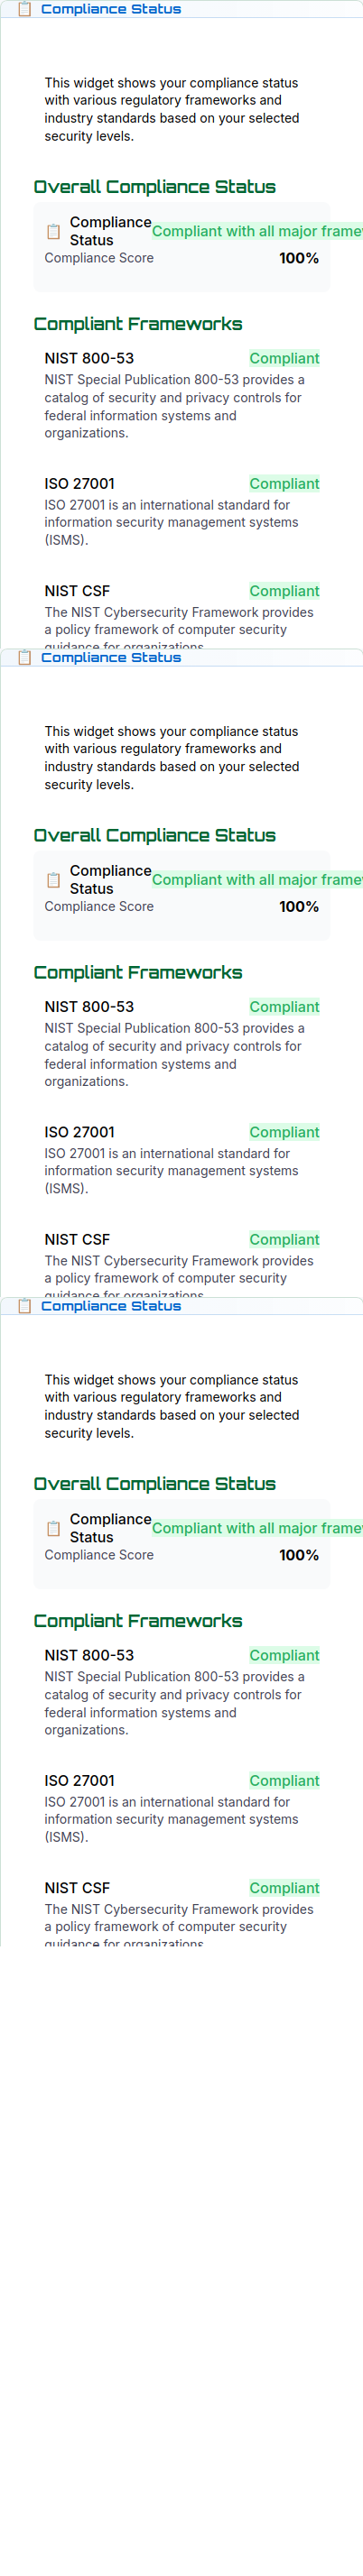 📋 Compliance Status
This widget shows your compliance status
with various regulatory frameworks and
industry standards based on your selected
security levels.
Overall Compliance Status
📋 Compliance Status Compliant with all major
Compliance Score 100%
Compliant Frameworks
NIST 800-53 Compliant
NIST Special Publication 800-53 provides a
catalog of security and privacy controls for
federal information systems and
organizations.
ISO 27001 Compliant
ISO 27001 is an international standard for
information security management systems
(ISMS).
NIST CSF Compliant
The NIST Cybersecurity Framework provides
a policy framework of computer security
guidance for organizations
📋 Compliance Status
This widget shows your compliance status
with various regulatory frameworks and
industry standards based on your selected
security levels.
Overall Compliance Status
📋 Compliance Status Compliant with all major
Compliance Score 100%
Compliant Frameworks
NIST 800-53 Compliant
NIST Special Publication 800-53 provides a
catalog of security and privacy controls for
federal information systems and
organizations.
ISO 27001 Compliant
ISO 27001 is an international standard for
information security management systems
(ISMS).
NIST CSF Compliant
The NIST Cybersecurity Framework provides
a policy framework of computer security
guidance for organizations
📋 Compliance Status
This widget shows your compliance status
with various regulatory frameworks and
industry standards based on your selected
security levels.
Overall Compliance Status
📋 Compliance Status Compliant with all major
Compliance Score 100%
Compliant Frameworks
NIST 800-53 Compliant
NIST Special Publication 800-53 provides a
catalog of security and privacy controls for
federal information systems and
organizations.
ISO 27001 Compliant
ISO 27001 is an international standard for
information security management systems
(ISMS).
NIST CSF Compliant
The NIST Cybersecurity Framework provides
a policy framework of computer security
guidance for organizations